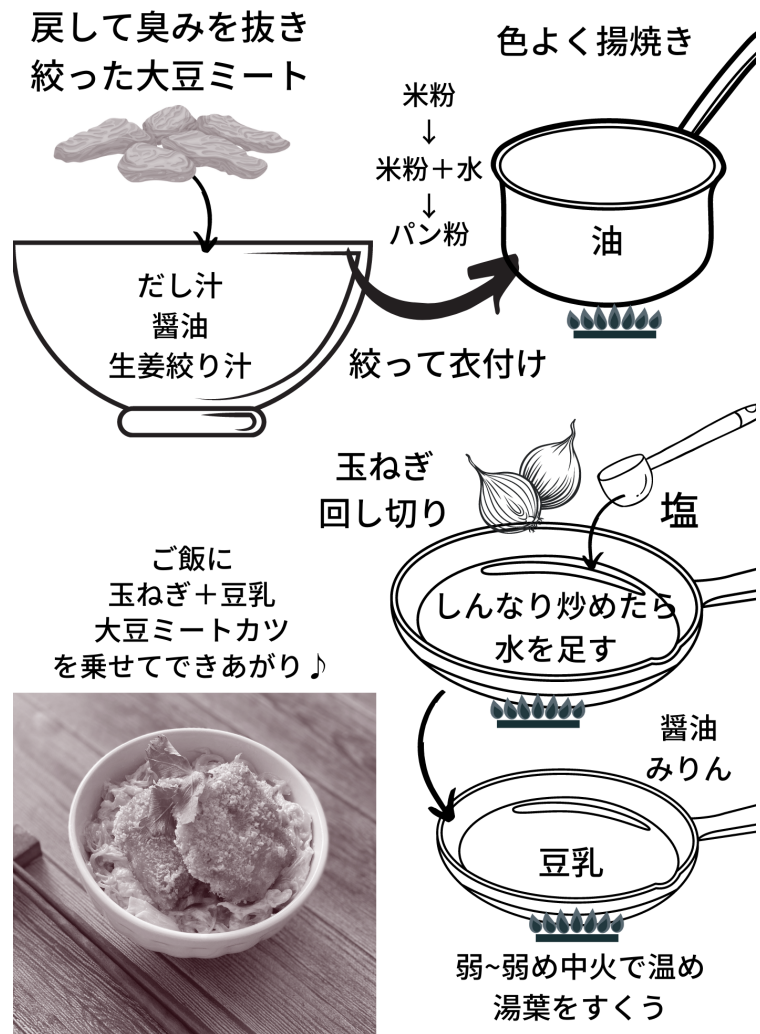 戻して臭みを抜き
絞った大豆ミート
だし汁
醤油
生姜絞り汁
絞って衣付け
米粉
↓
米粉＋水
↓
パン粉
色よく揚焼き
油
玉ねぎ
回し切り
塩
しんなり炒めたら
水を足す
醤油
みりん
豆乳
弱~弱め中火で温め
湯葉をすくう
ご飯に
玉ねぎ＋豆乳
大豆ミートカツ
を乗せてできあがり♪